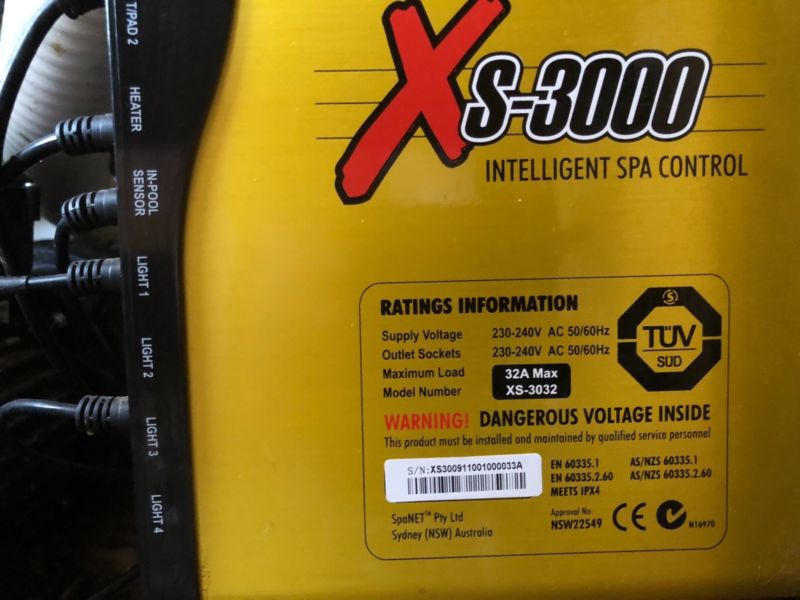 T/PAD 2
HEATER
IN-POOL
SENSOR
LIGHT 1
LIGHT 2
LIGHT 3
LIGHT 4
XS-3000
INTELLIGENT SPA CONTROL
RATINGS INFORMATION
Supply Voltage 230-240V AC 50/60Hz
Outlet Sockets 230-240V AC 50/60Hz
Maximum Load 32A Max
Model Number XS-3032
TÜV
SÜD
WARNING! DANGEROUS VOLTAGE INSIDE
This product must be installed and maintained by qualified service personnel
S/N:XS300911001000033A
EN 60335.1 AS/NZS 60335.1
EN 60335.2.60 AS/NZS 60335.2.60
MEETS IPX4
SpaNET™ Pty Ltd
Sydney (NSW) Australia
Approval No:
NSW22549
CE
N16970